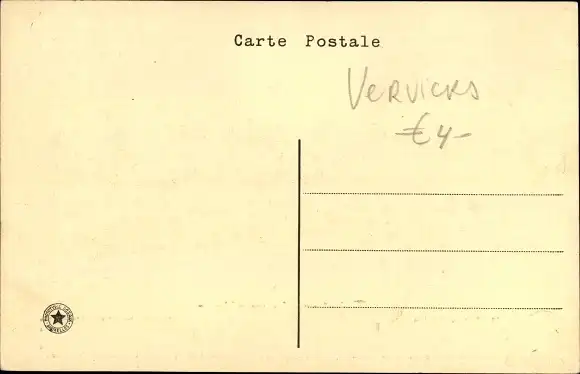 Carte Postale
VERVICKS
€ 4-